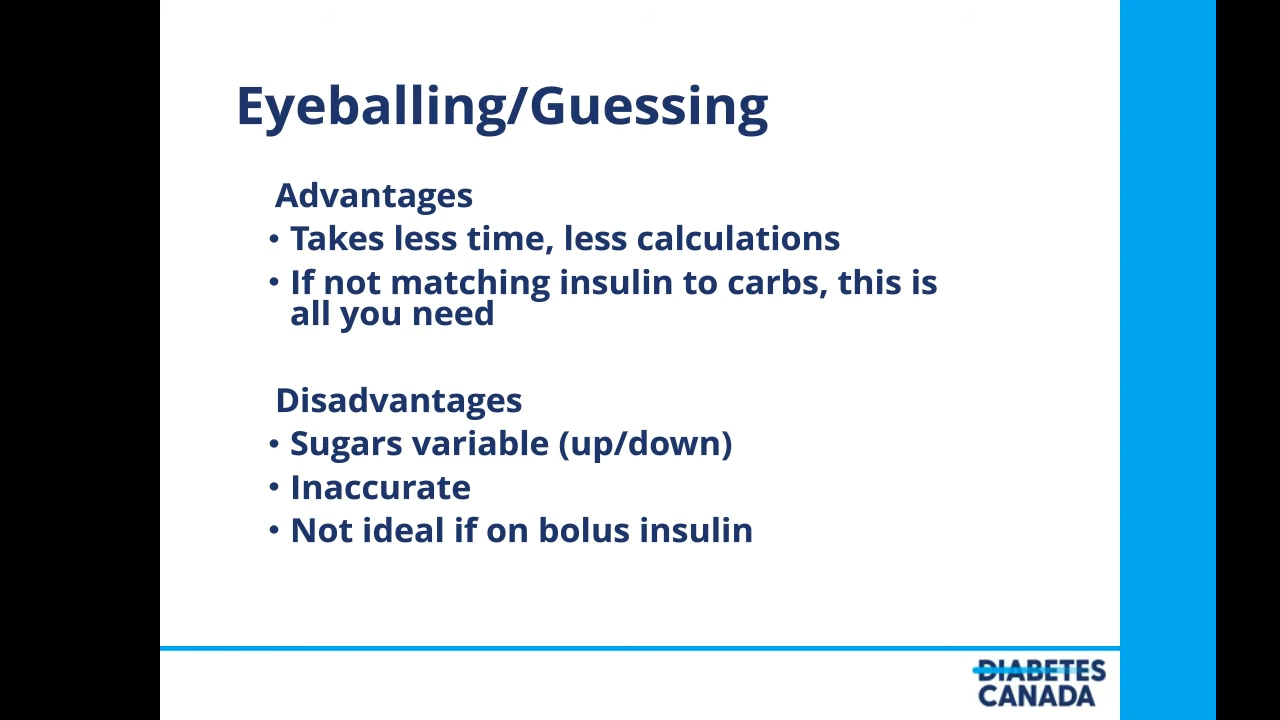 Eyeballing/Guessing
Advantages
• Takes less time, less calculations
• If not matching insulin to carbs, this is
all you need
Disadvantages
• Sugars variable (up/down)
• Inaccurate
• Not ideal if on bolus insulin
DIABETES
CANADA